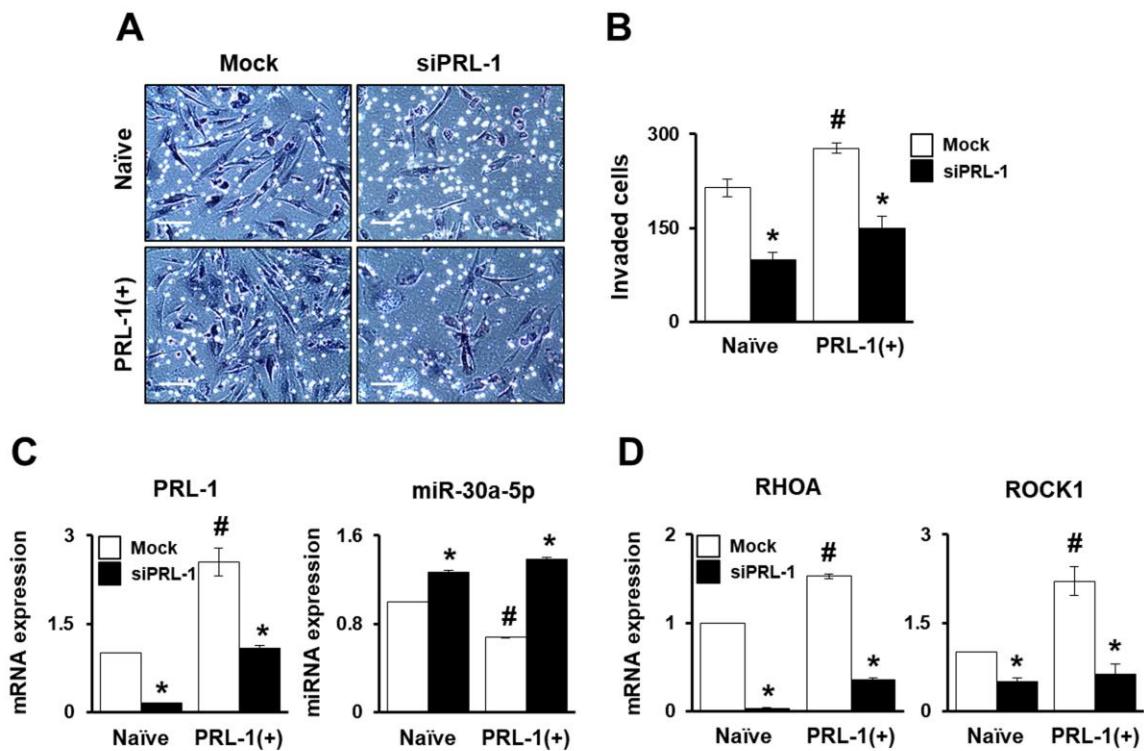 A
Mock siPRL-1
Naïve
PRL-1(+)
B
Invaded cells
300
150
0
#
*
*
Mock
siPRL-1
Naïve PRL-1(+)
C
PRL-1
mRNA expression
3
1.5
0
Mock
siPRL-1
#
*
*
Naïve PRL-1(+)
miR-30a-5p
miRNA expression
1.6
0.8
0
*
#
*
Naïve PRL-1(+)
D
RHOA
mRNA expression
2
1
0
Mock
siPRL-1
#
*
*
Naïve PRL-1(+)
ROCK1
3
1.5
0
#
*
*
Naïve PRL-1(+)